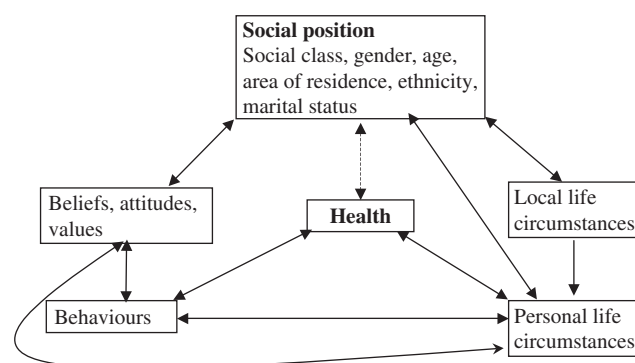 Social position
Social class, gender, age,
area of residence, ethnicity,
marital status
Beliefs, attitudes,
values
Health
Local life
circumstances
Behaviours
Personal life
circumstances